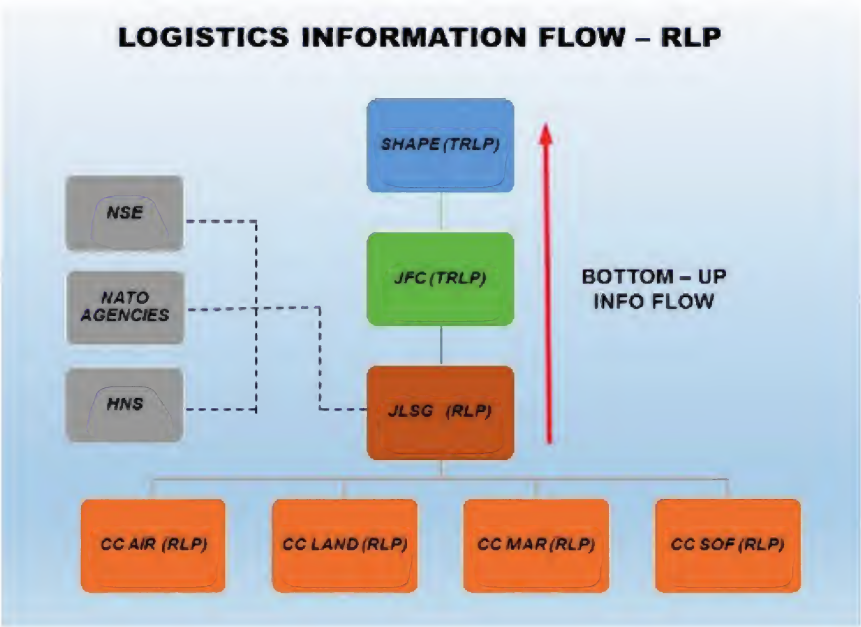 LOGISTICS INFORMATION FLOW – RLP
SHAPE (TRLP)
NSE
JFC (TRLP)
BOTTOM – UP
INFO FLOW
NATO
AGENCIES
HNS
JLSG (RLP)
CC AIR (RLP)
CC LAND (RLP)
CC MAR (RLP)
CC SOF (RLP)